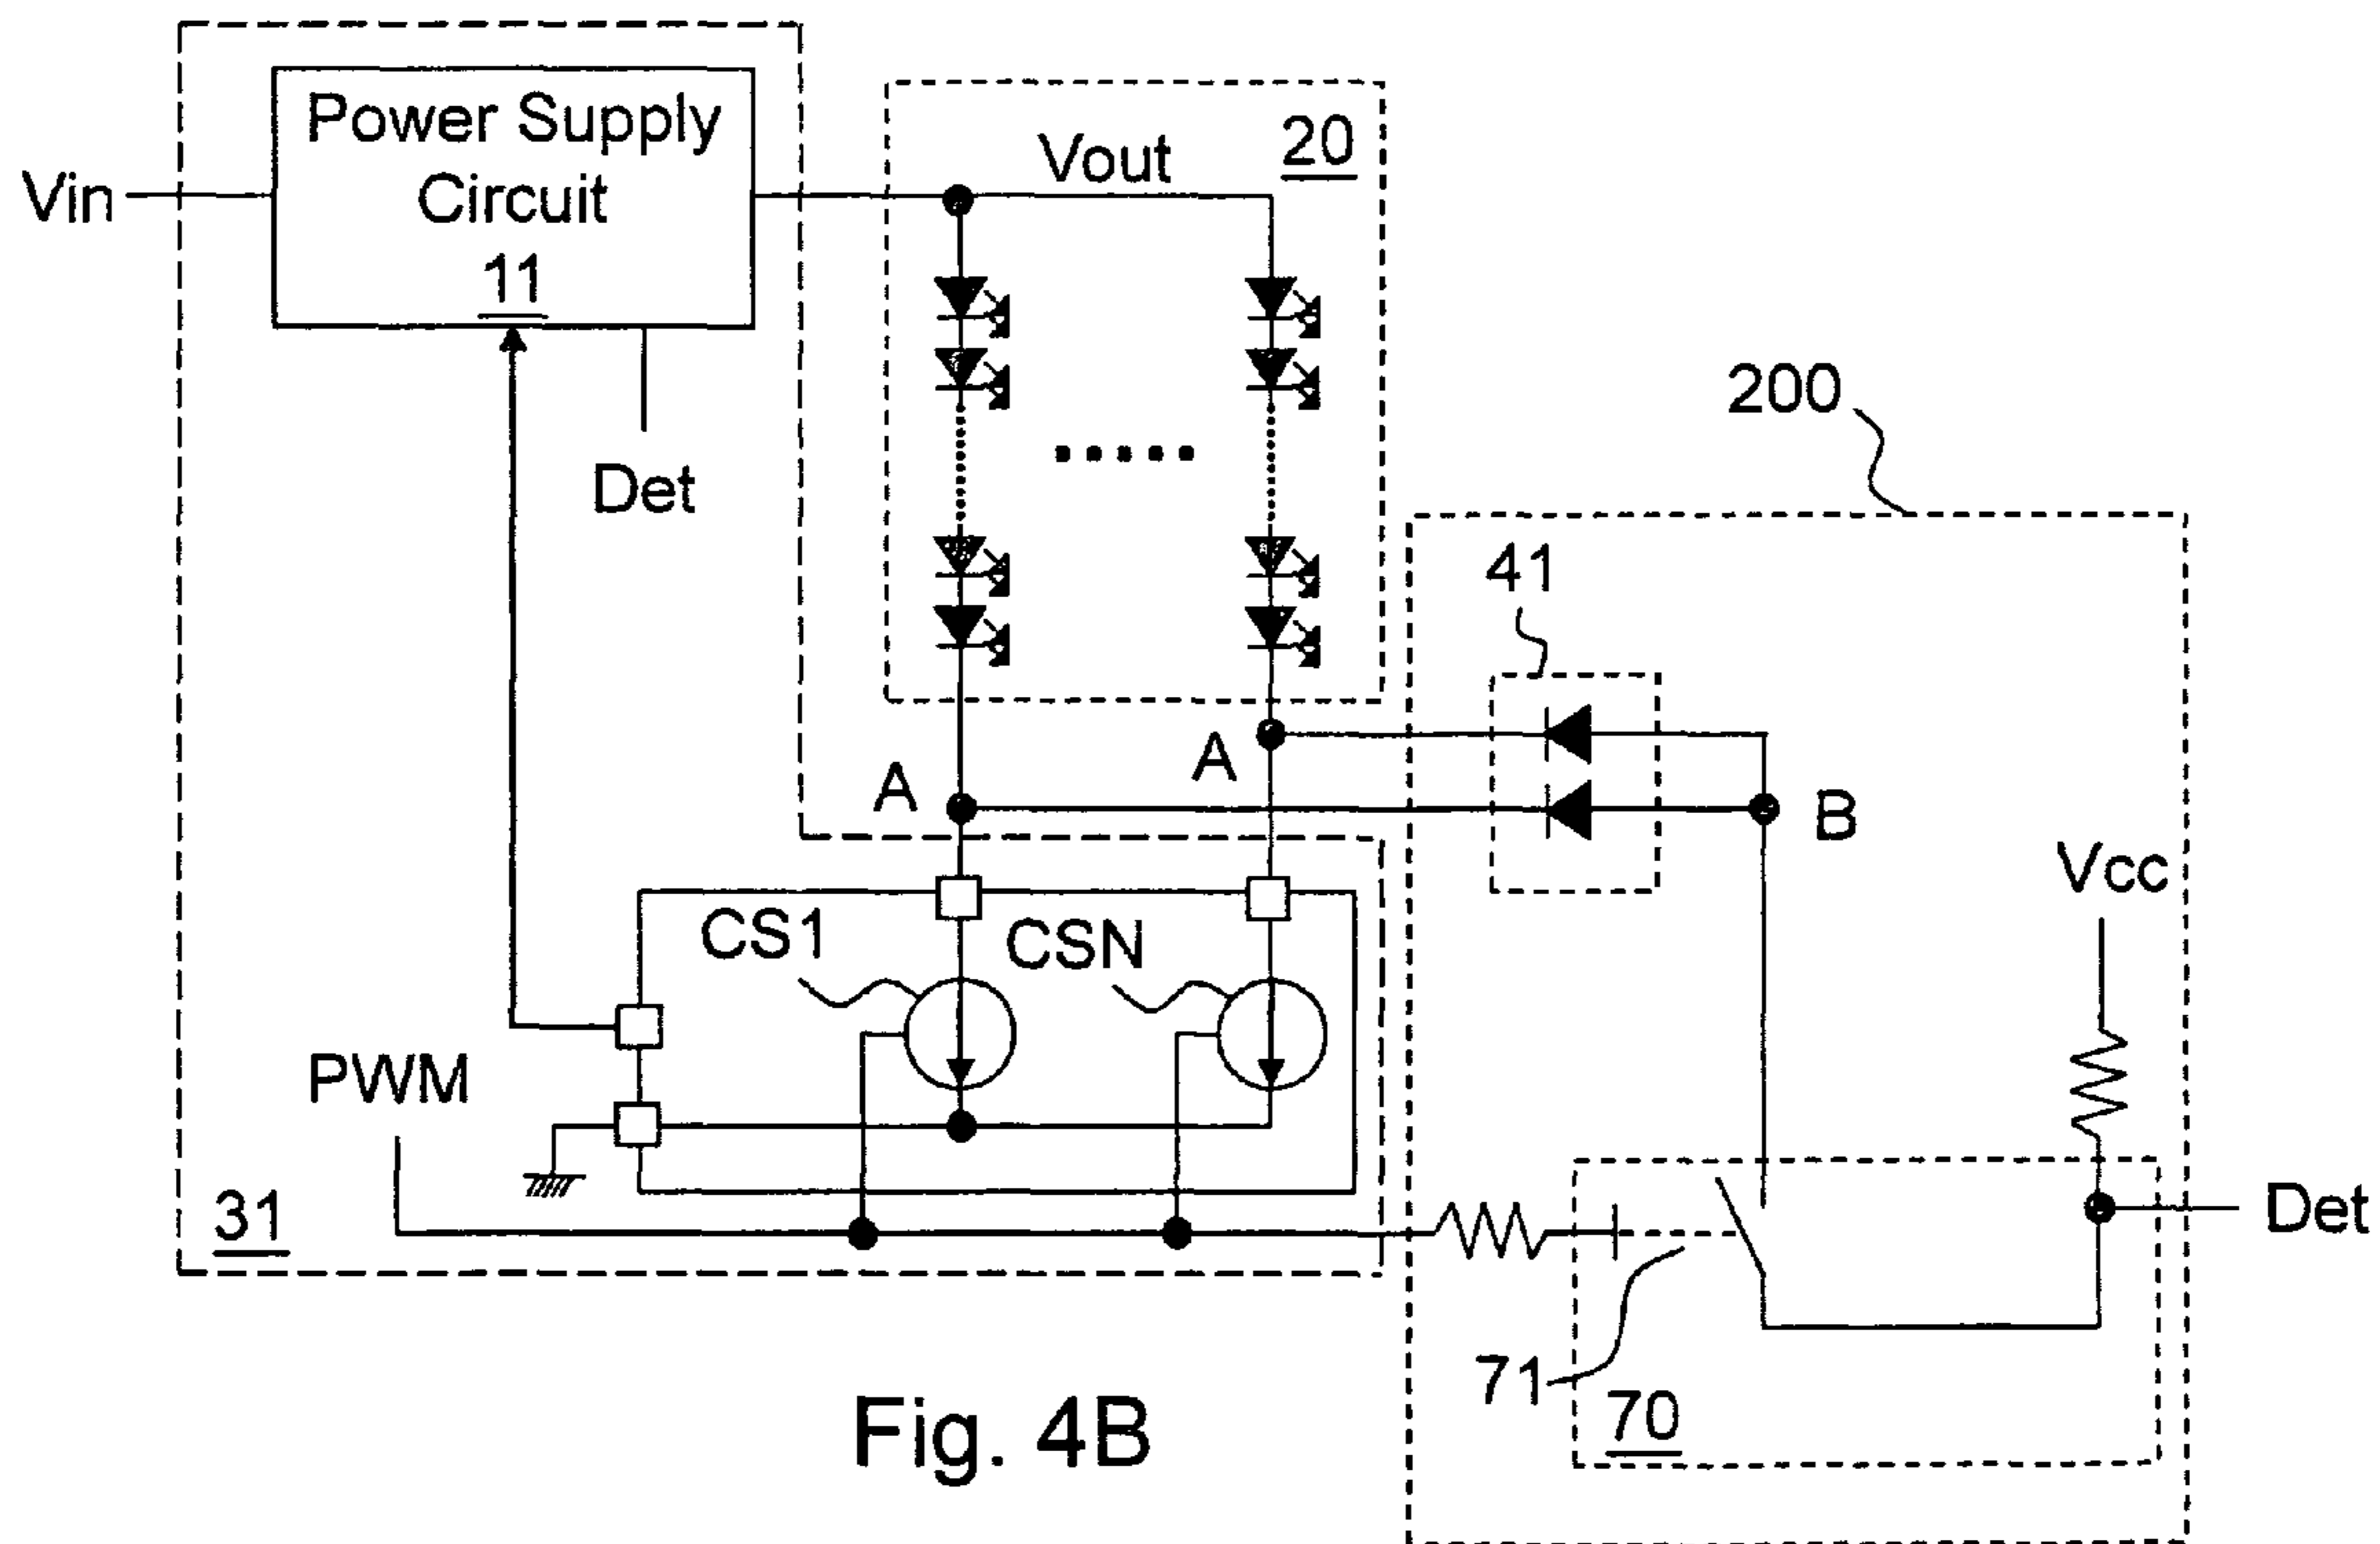 Power Supply
Circuit
11
Vin
Vout
20
Det
200
41
A
A
B
Vcc
CS1
CSN
PWM
31
Det
71
70
Fig. 4B